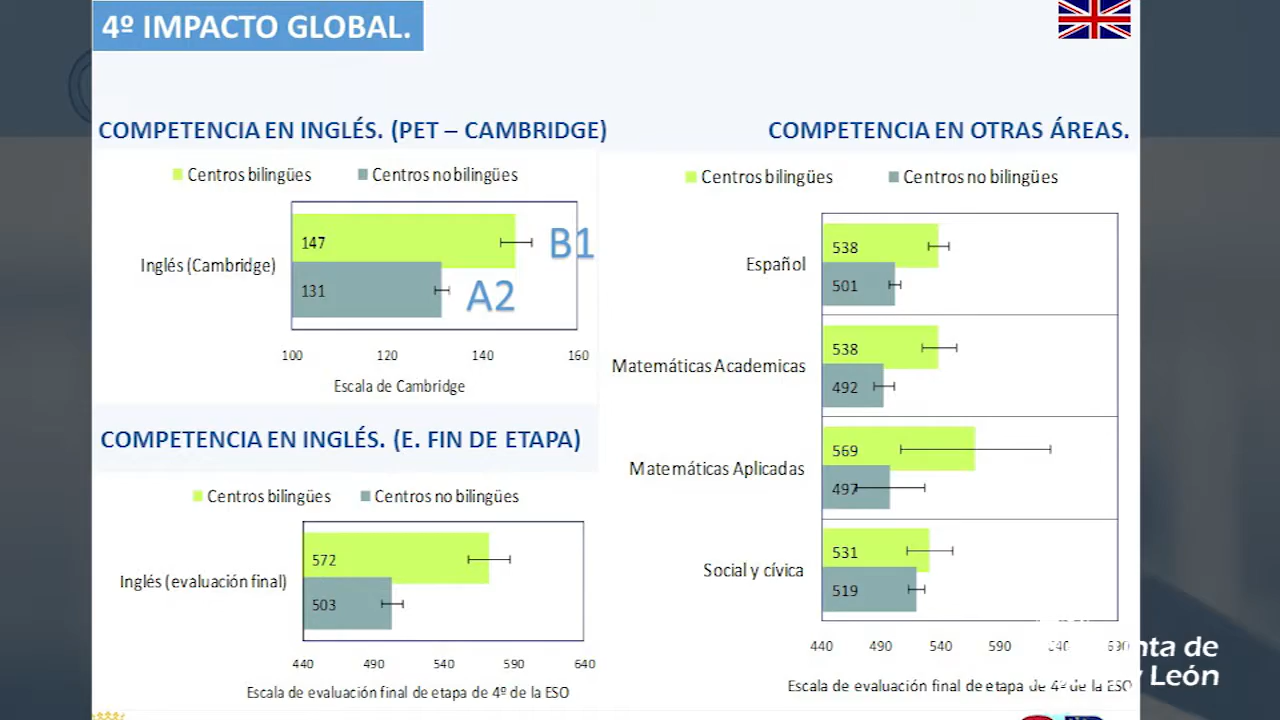 4º IMPACTO GLOBAL.
COMPETENCIA EN INGLÉS. (PET – CAMBRIDGE)
Centros bilingües
Centros no bilingües
147
B1
Inglés (Cambridge)
131
A2
100 120 140 160
Escala de Cambridge
COMPETENCIA EN INGLÉS. (E. FIN DE ETAPA)
Centros bilingües
Centros no bilingües
572
Inglés (evaluación final)
503
440 490 540 590 640
Escala de evaluación final de etapa de 4º de la ESO
COMPETENCIA EN OTRAS ÁREAS.
Centros bilingües
Centros no bilingües
538
Español
501
538
Matemáticas Academicas
492
569
Matemáticas Aplicadas
497
531
Social y cívica
519
440 490 540 590 640 690
Escala de evaluación final de etapa de 4º de la ESO
nta de
y León